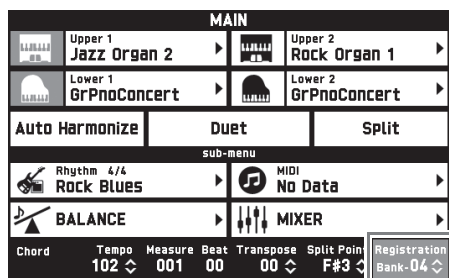 MAIN
Upper 1
Jazz Organ 2
Upper 2
Rock Organ 1
Lower 1
GrPnoConcert
Lower 2
GrPnoConcert
Auto Harmonize
Duet
Split
sub-menu
Rhythm 4/4
Rock Blues
MIDI
No Data
BALANCE
MIXER
Chord Tempo Measure Beat Transpose Split Point Registration
102 001 00 00 F#3 Bank-04